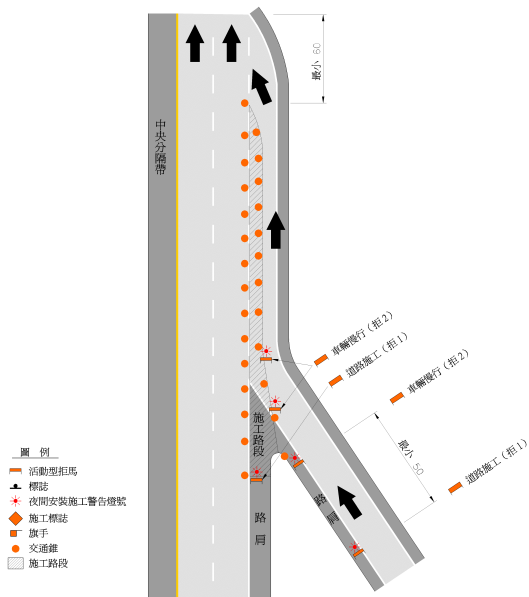 最小 60
中央分隔帶
車輛慢行（拒2）
道路施工（拒1）
車輛慢行（拒2）
最小 50
道路施工（拒1）
施工路段
路肩
路肩
圖 例
活動型拒馬
標誌
夜間安裝施工警告燈號
施工標誌
旗手
交通錐
施工路段